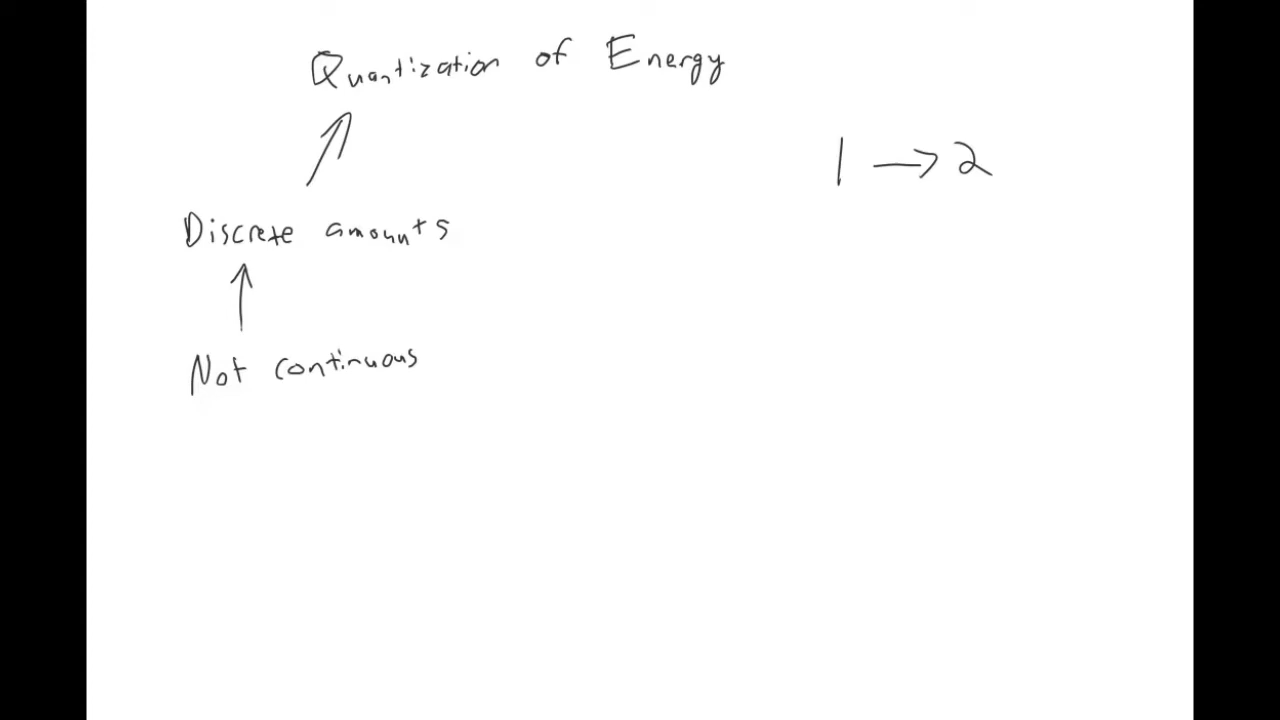 Quantization of Energy
1 → 2
Discrete amounts
Not continuous